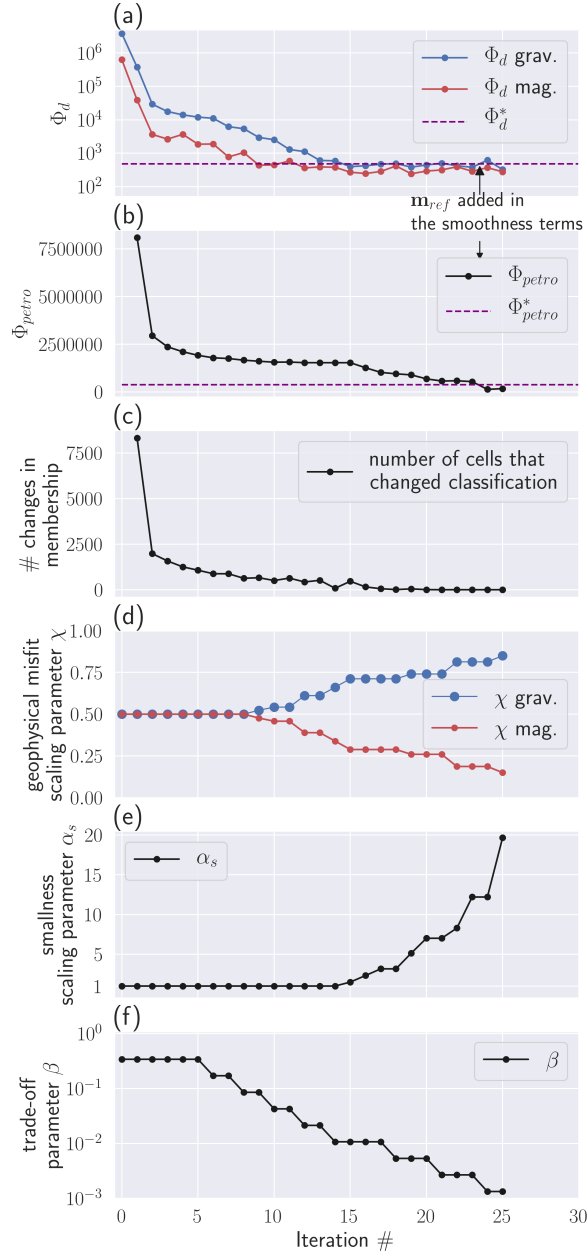 (a)
Φ_d
10^6
10^5
10^4
10^3
10^2
Φ_d grav.
Φ_d mag.
Φ_d^*
m_ref added in
the smoothness terms
(b)
Φ_petro
7500000
5000000
2500000
0
Φ_petro
Φ_petro^*
(c)
# changes in
membership
7500
5000
2500
0
number of cells that
changed classification
(d)
geophysical misfit
scaling parameter χ
1.00
0.75
0.50
0.25
0.00
χ grav.
χ mag.
(e)
smallness
scaling parameter α_s
20
15
10
5
1
α_s
(f)
trade-off
parameter β
10^0
10^−1
10^−2
10^−3
β
0 5 10 15 20 25 30
Iteration #